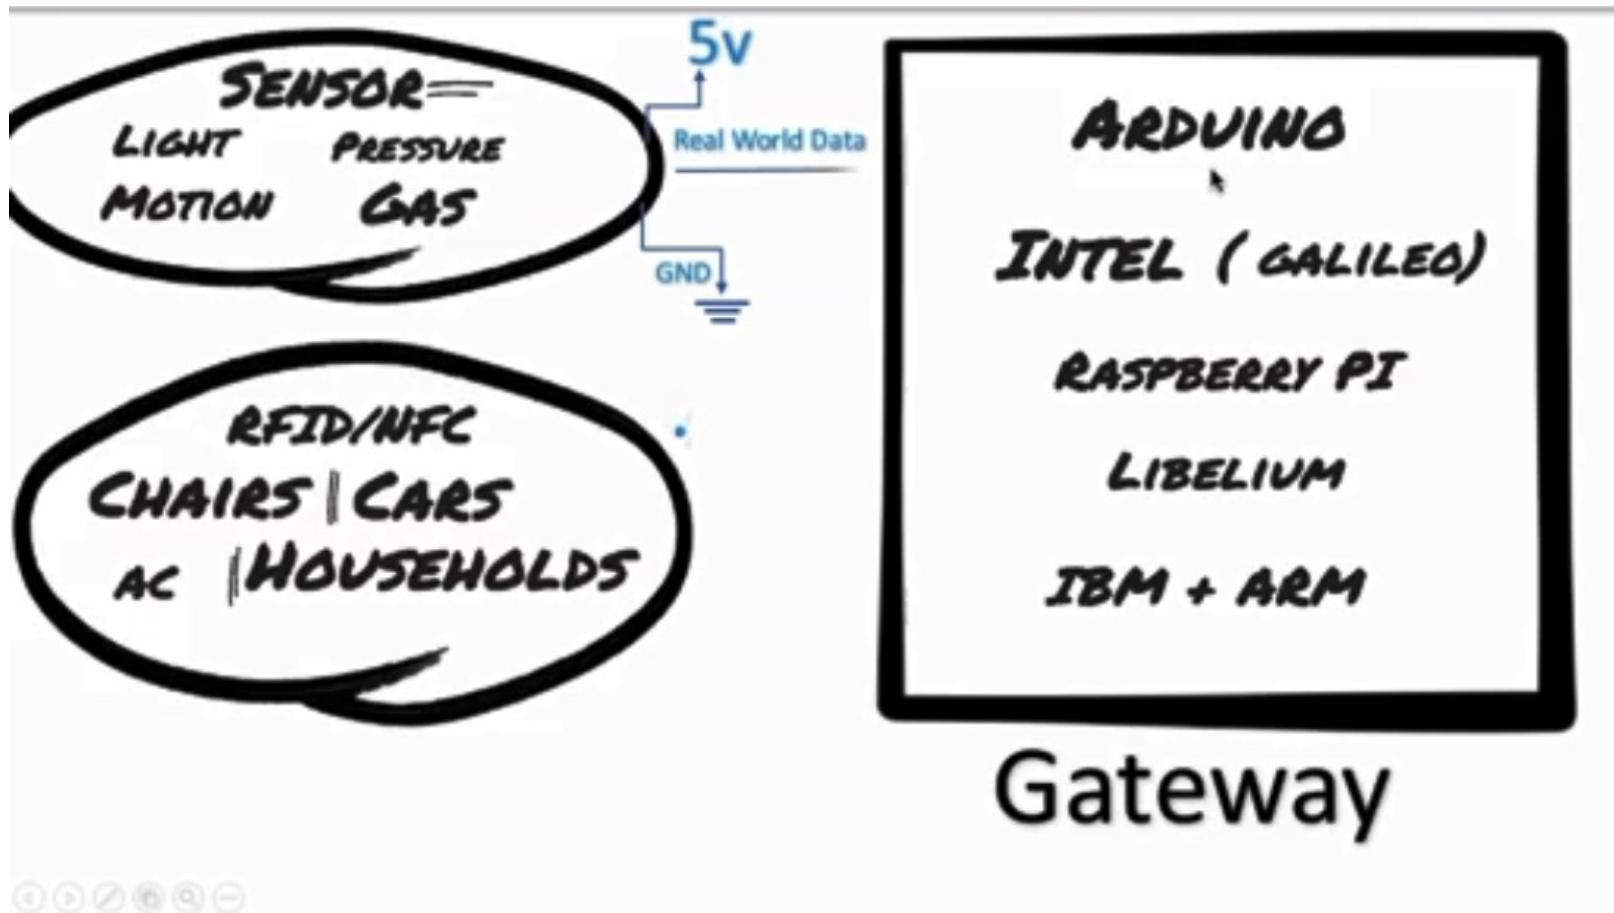 SENSOR
LIGHT PRESSURE
MOTION GAS
5v
Real World Data
GND
RFID/NFC
CHAIRS | CARS
AC | HOUSEHOLDS
ARDUINO
INTEL (GALILEO)
RASPBERRY PI
LIBELIUM
IBM + ARM
Gateway